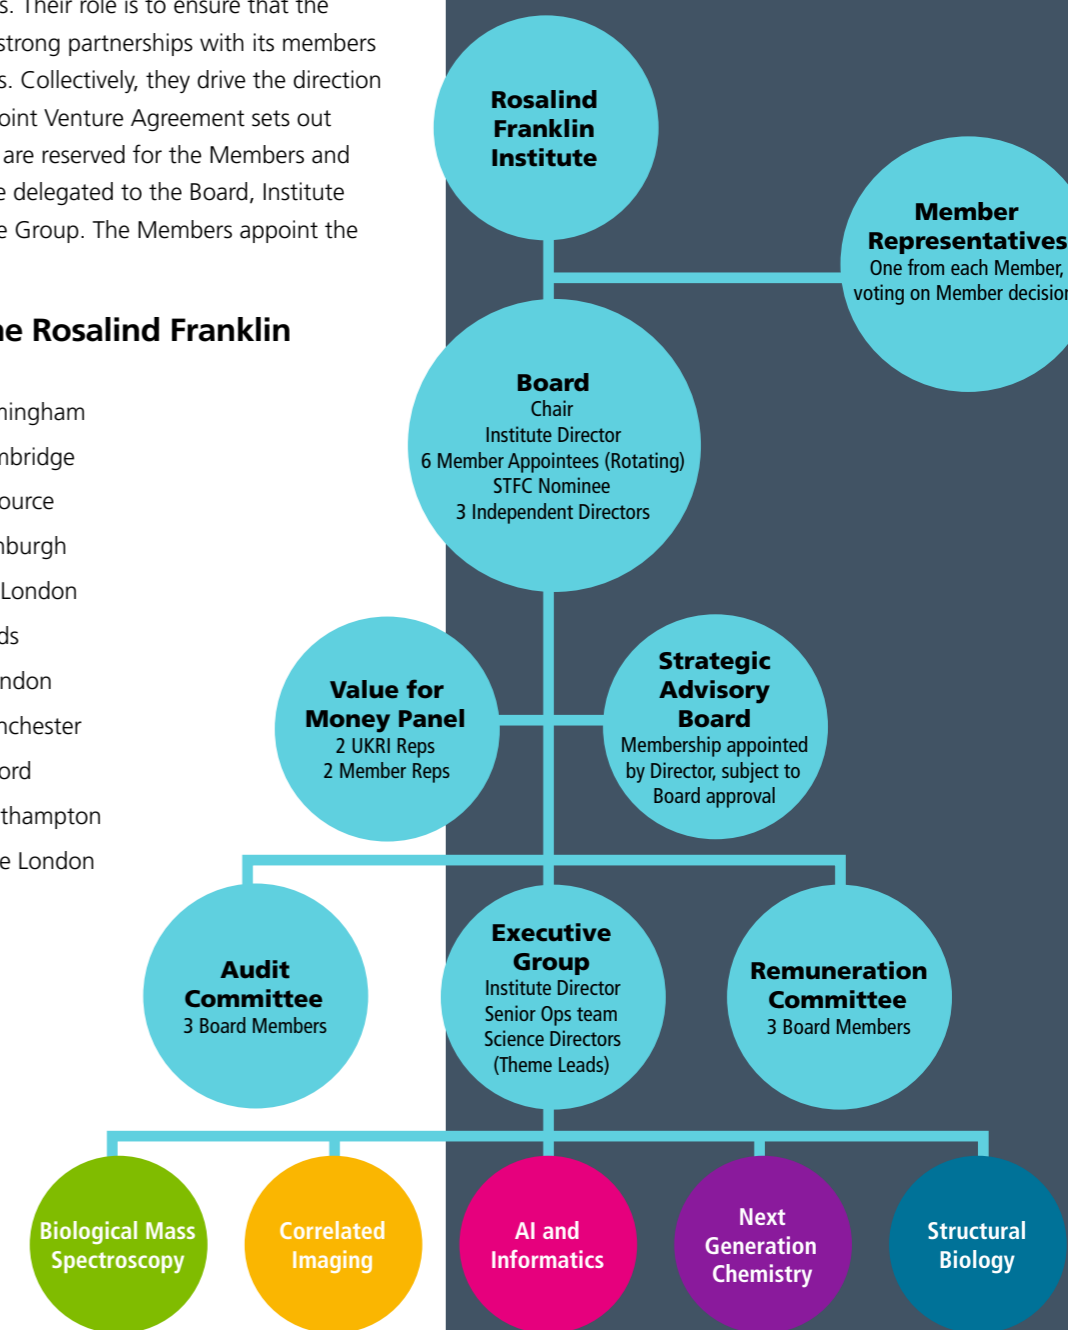 s. Their role is to ensure that the
strong partnerships with its members
s. Collectively, they drive the direction
oint Venture Agreement sets out
are reserved for the Members and
e delegated to the Board, Institute
e Group. The Members appoint the
ne Rosalind Franklin
mingham
mbridge
ource
nburgh
London
ds
ndon
nchester
ord
thampton
e London
Rosalind
Franklin
Institute
Member
Representatives
One from each Member,
voting on Member decision
Board
Chair
Institute Director
6 Member Appointees (Rotating)
STFC Nominee
3 Independent Directors
Value for
Money Panel
2 UKRI Reps
2 Member Reps
Strategic
Advisory
Board
Membership appointed
by Director, subject to
Board approval
Audit
Committee
3 Board Members
Executive
Group
Institute Director
Senior Ops team
Science Directors
(Theme Leads)
Remuneration
Committee
3 Board Members
Biological Mass
Spectroscopy
Correlated
Imaging
AI and
Informatics
Next
Generation
Chemistry
Structural
Biology